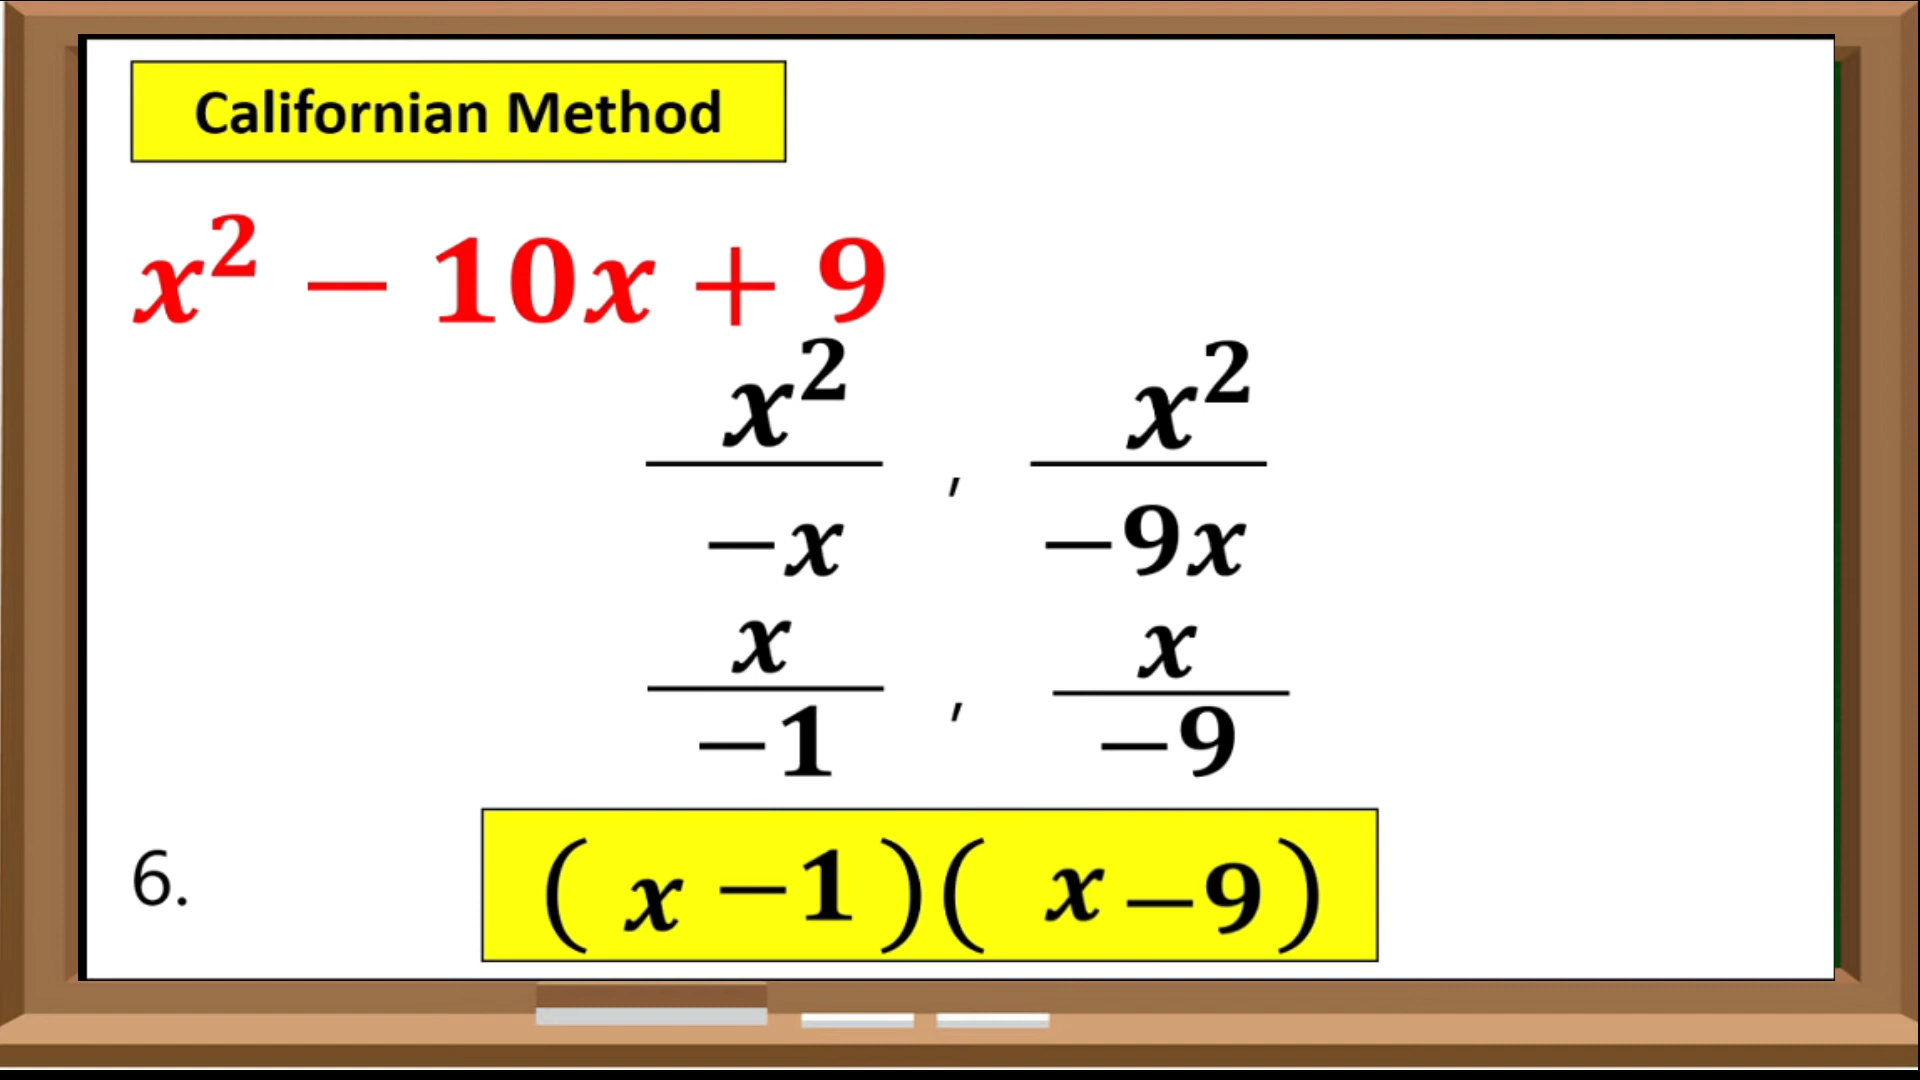 Californian Method
x² − 10x + 9
x² / −x , x² / −9x
x / −1 , x / −9
6. ( x − 1 )( x − 9 )